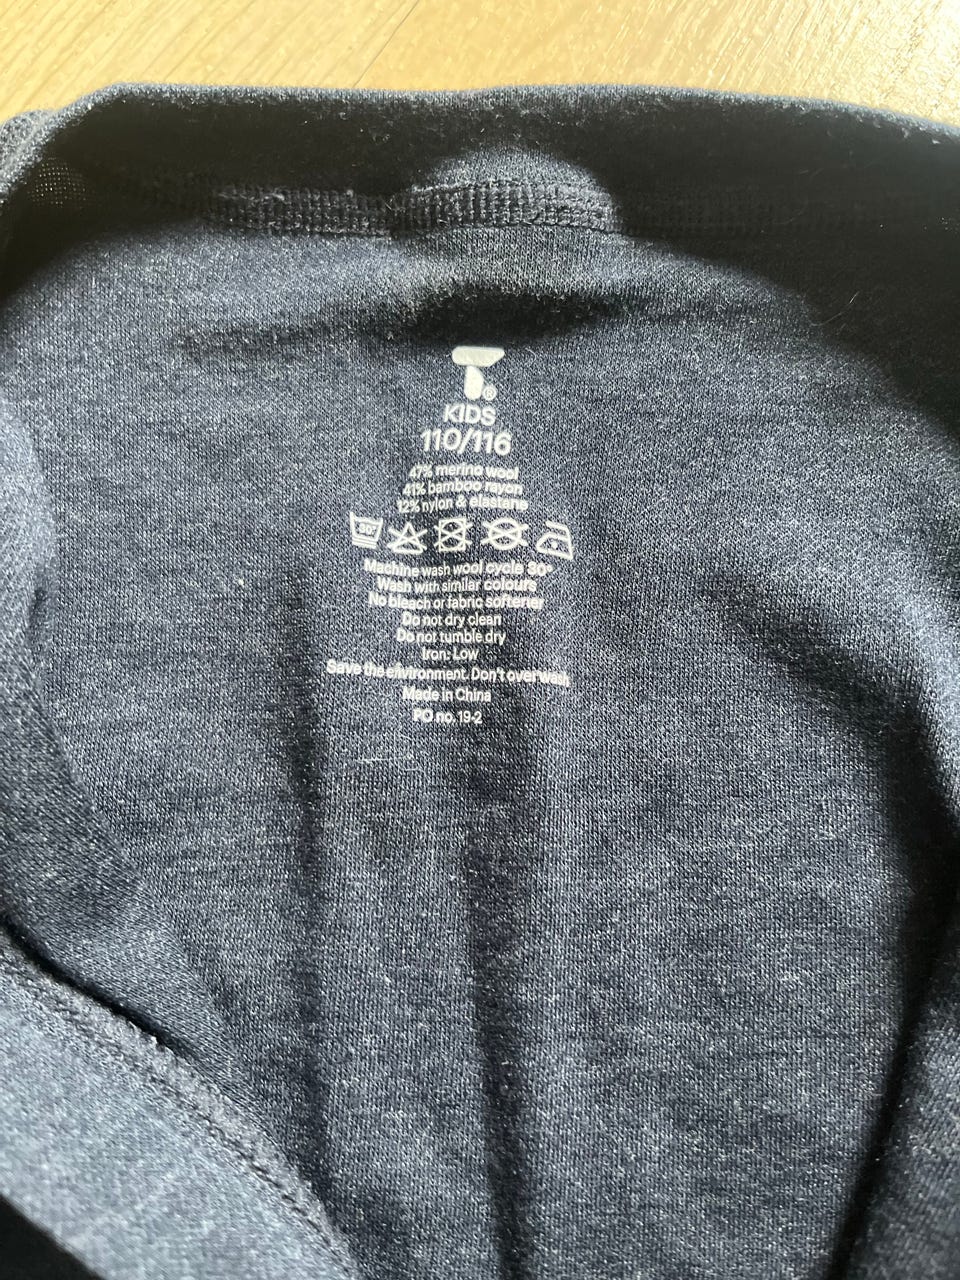 ®
KIDS
110/116
47% merino wool
41% bamboo rayon
12% nylon & elastane
30°
Machine wash wool cycle 30°
Wash with similar colours
No bleach or fabric softener
Do not dry clean
Do not tumble dry
Iron: Low
Save the environment. Don't overwash
Made in China
PO no. 19-2